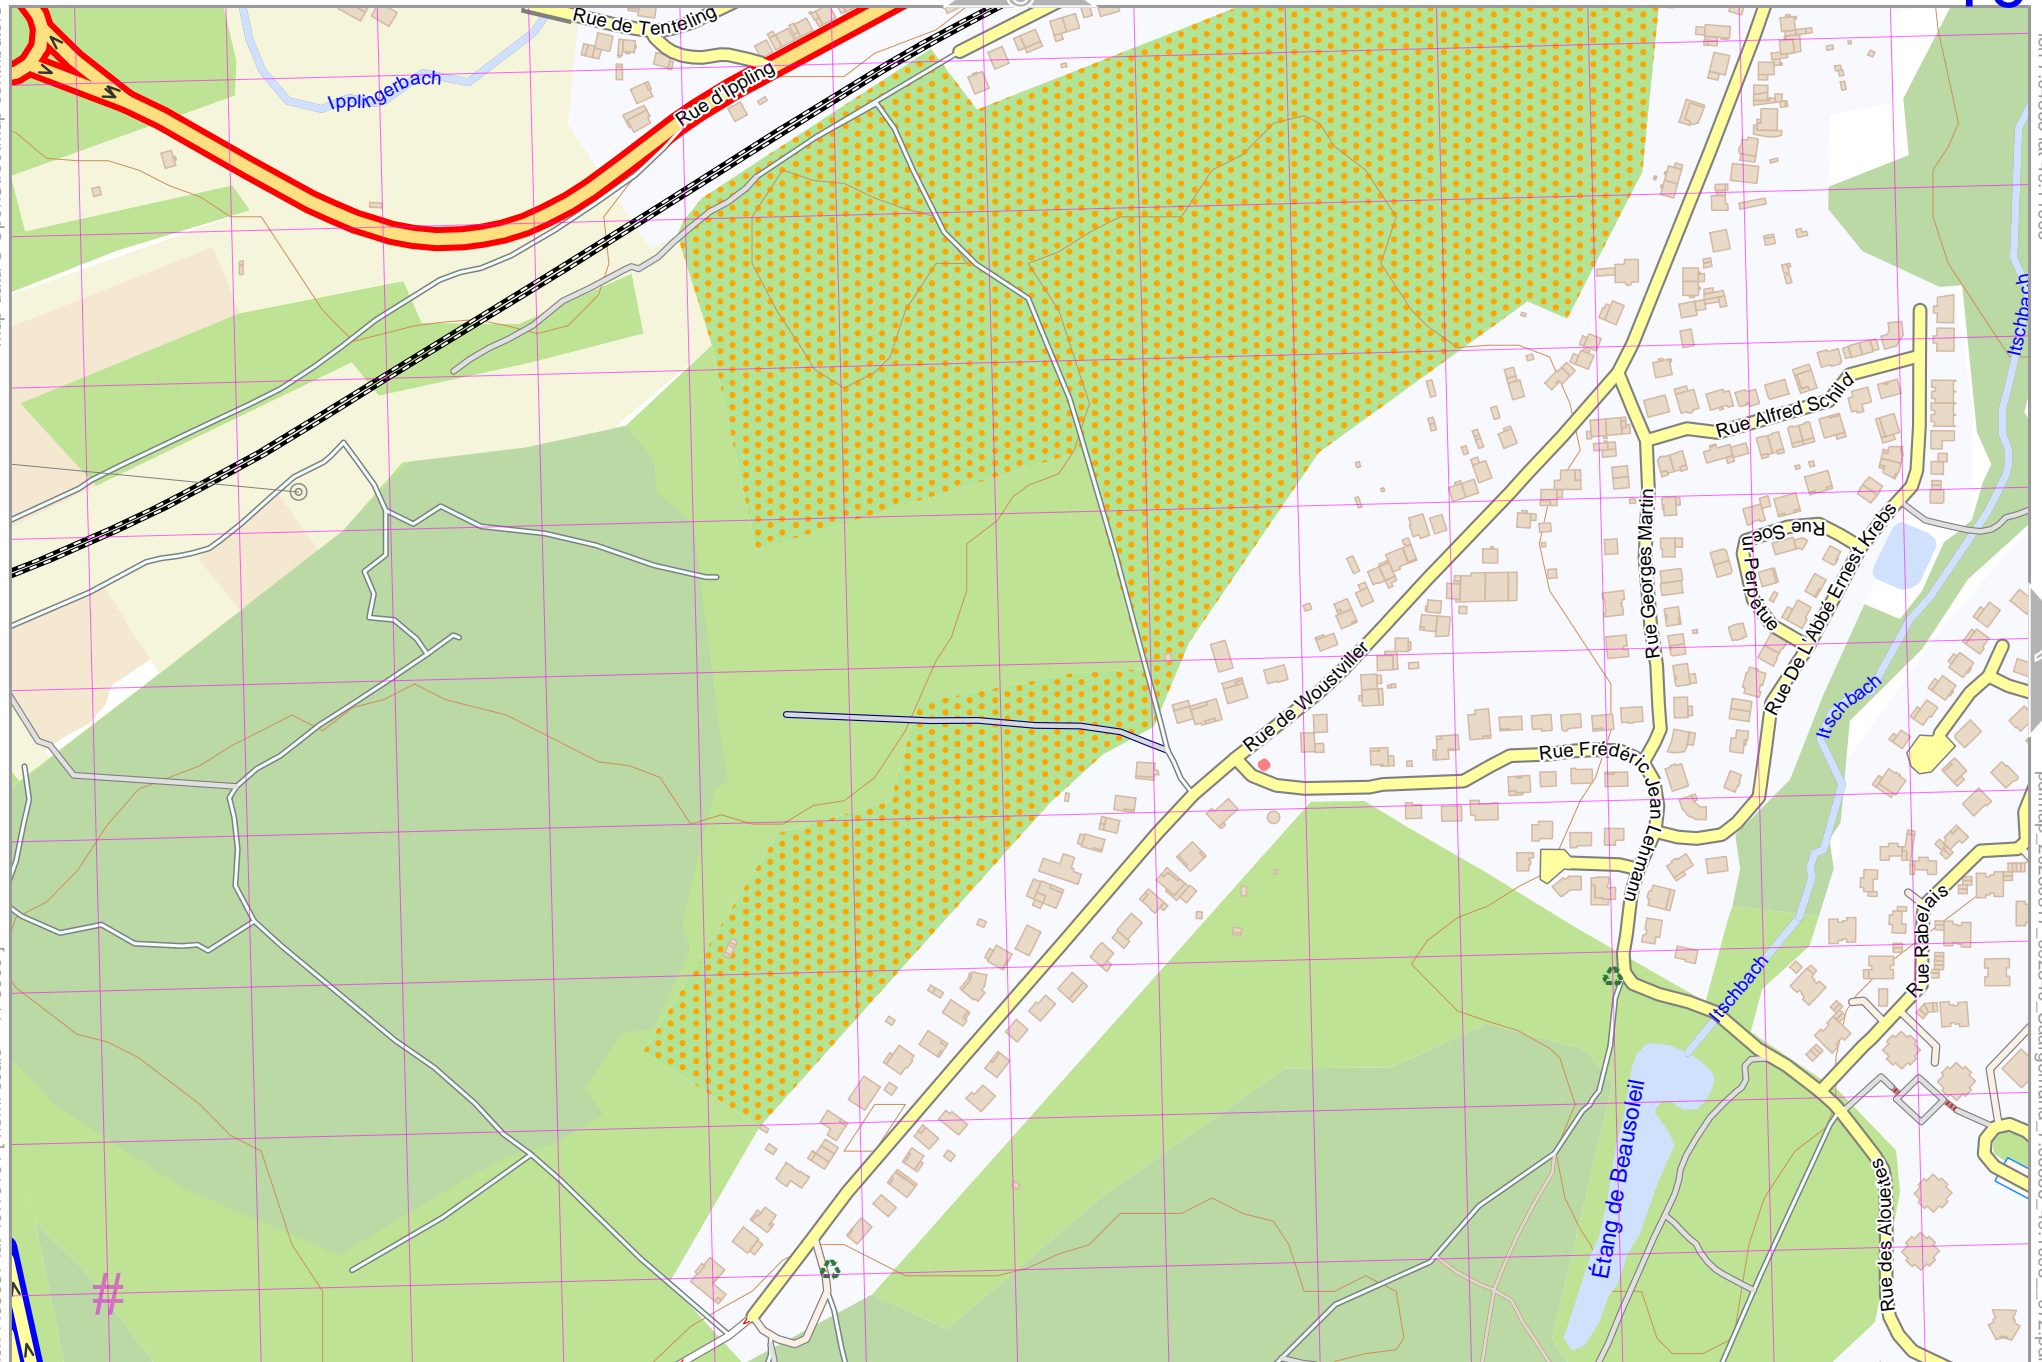 Rue de Tenteling
Ipplingerbach
Rue d'Ippling
Itschbach
Rue Alfred Schild
Rue Georges Martin
Rue Soeur Perpétue
Rue De L'Abbé Ernest Krebs
Rue de Woustviller
Itschbach
Rue Frédéric Jean Lehmann
Rue Rabelais
Itschbach
Étang de Beausoleil
Rue des Alouettes
#